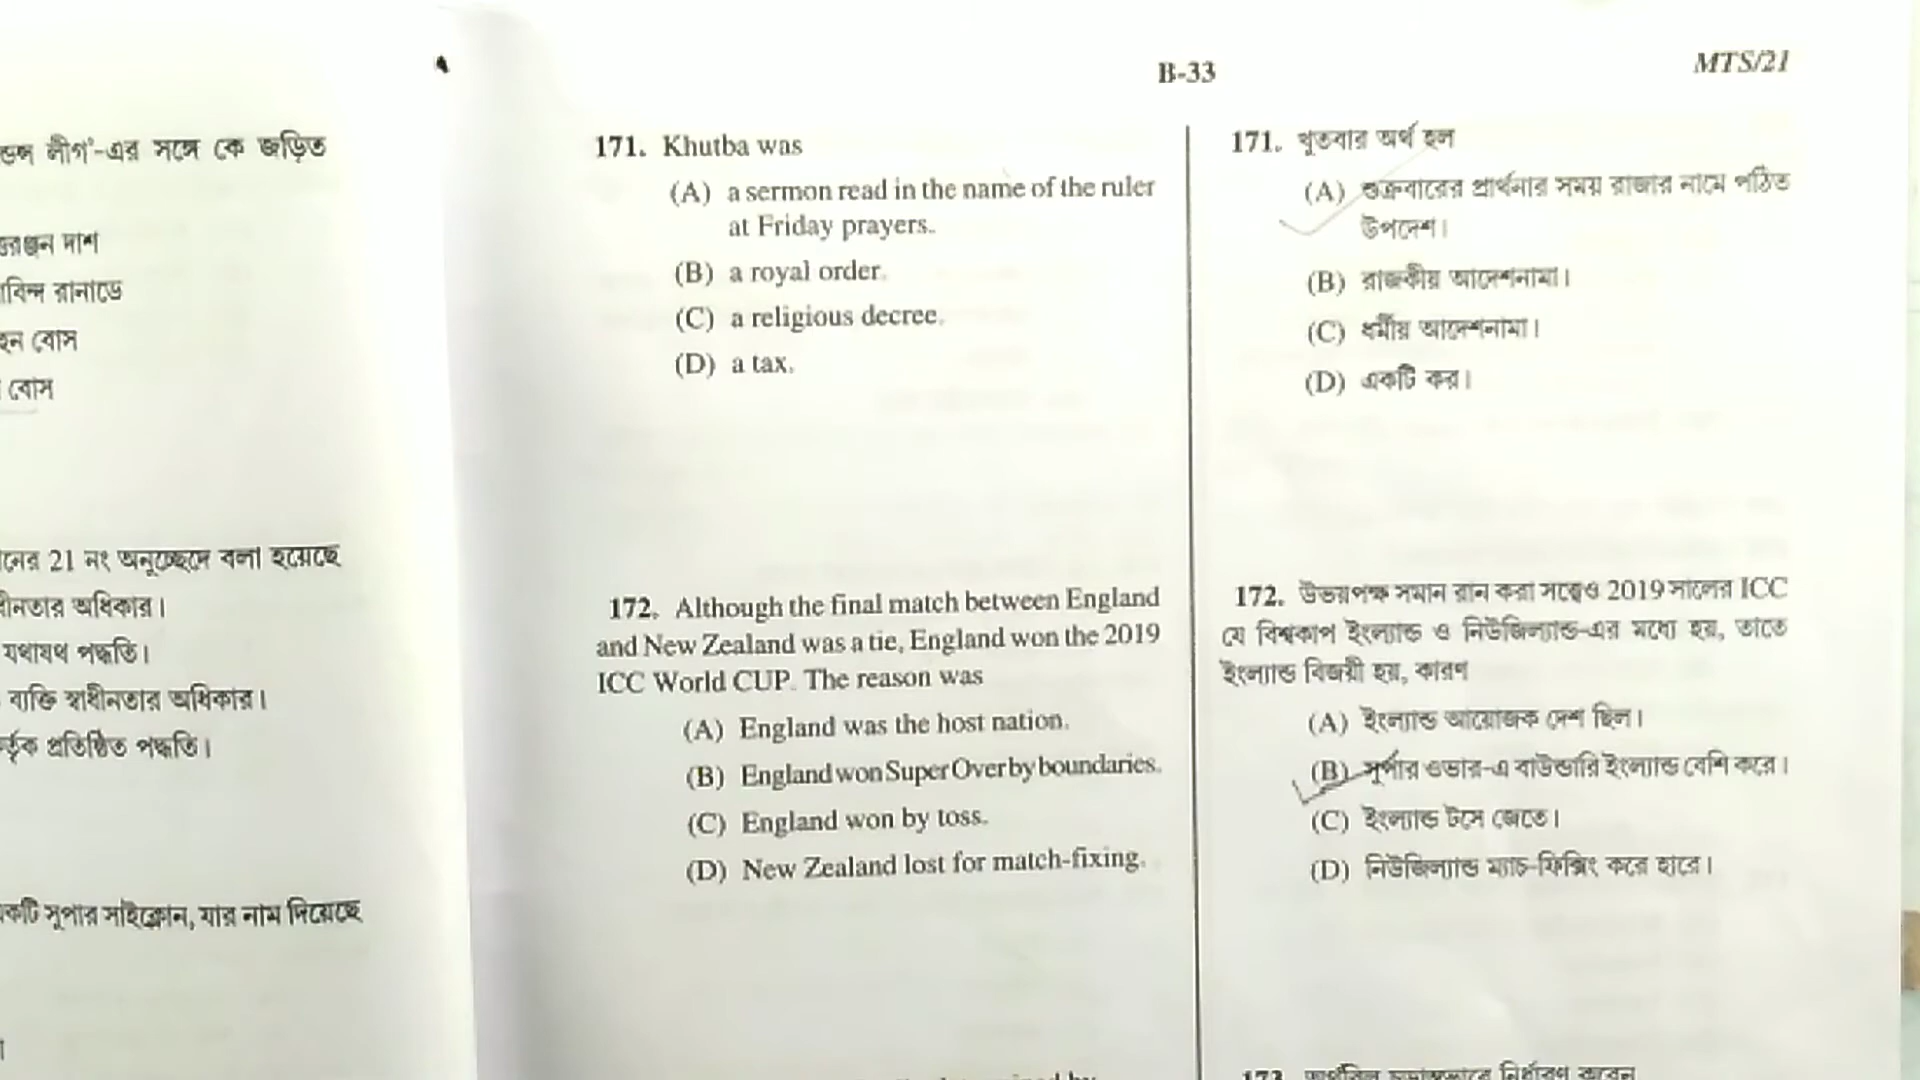 B-33
MTS/21
লীগ'-এর সঙ্গে কে জড়িত
দাশ
রানাডে
বোস
বোস
21 নং অনুচ্ছেদে বলা হয়েছে
অধিকার।
যথাযথ পদ্ধতি।
ব্যক্তি স্বাধীনতার অধিকার।
প্রতিষ্ঠিত পদ্ধতি।
সুপার সাইক্লোন, যার নাম দিয়েছে
171. Khutba was
(A) a sermon read in the name of the ruler
at Friday prayers.
(B) a royal order.
(C) a religious decree.
(D) a tax.
172. Although the final match between England
and New Zealand was a tie, England won the 2019
ICC World CUP. The reason was
(A) England was the host nation.
(B) England won Super Over by boundaries.
(C) England won by toss.
(D) New Zealand lost for match-fixing.
171. খুতবার অর্থ হল
(A) শুক্রবারের প্রার্থনার সময় রাজার নামে পঠিত
উপদেশ।
(B) রাজকীয় আদেশনামা।
(C) ধর্মীয় আদেশনামা।
(D) একটি কর।
172. উভয়পক্ষ সমান রান করা সত্ত্বেও 2019 সালের ICC
যে বিশ্বকাপ ইংল্যান্ড ও নিউজিল্যান্ড-এর মধ্যে হয়, তাতে
ইংল্যান্ড বিজয়ী হয়, কারণ
(A) ইংল্যান্ড আয়োজক দেশ ছিল।
(B) সুপার ওভার-এ বাউন্ডারি ইংল্যান্ড বেশি করে।
(C) ইংল্যান্ড টসে জেতে।
(D) নিউজিল্যান্ড ম্যাচ-ফিক্সিং করে হারে।